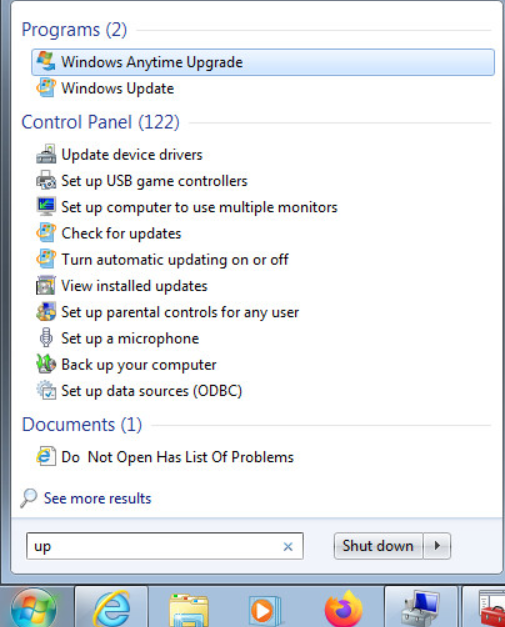 Programs (2)
Windows Anytime Upgrade
Windows Update
Control Panel (122)
Update device drivers
Set up USB game controllers
Set up computer to use multiple monitors
Check for updates
Turn automatic updating on or off
View installed updates
Set up parental controls for any user
Set up a microphone
Back up your computer
Set up data sources (ODBC)
Documents (1)
Do  Not Open Has List Of Problems
See more results
up
Shut down